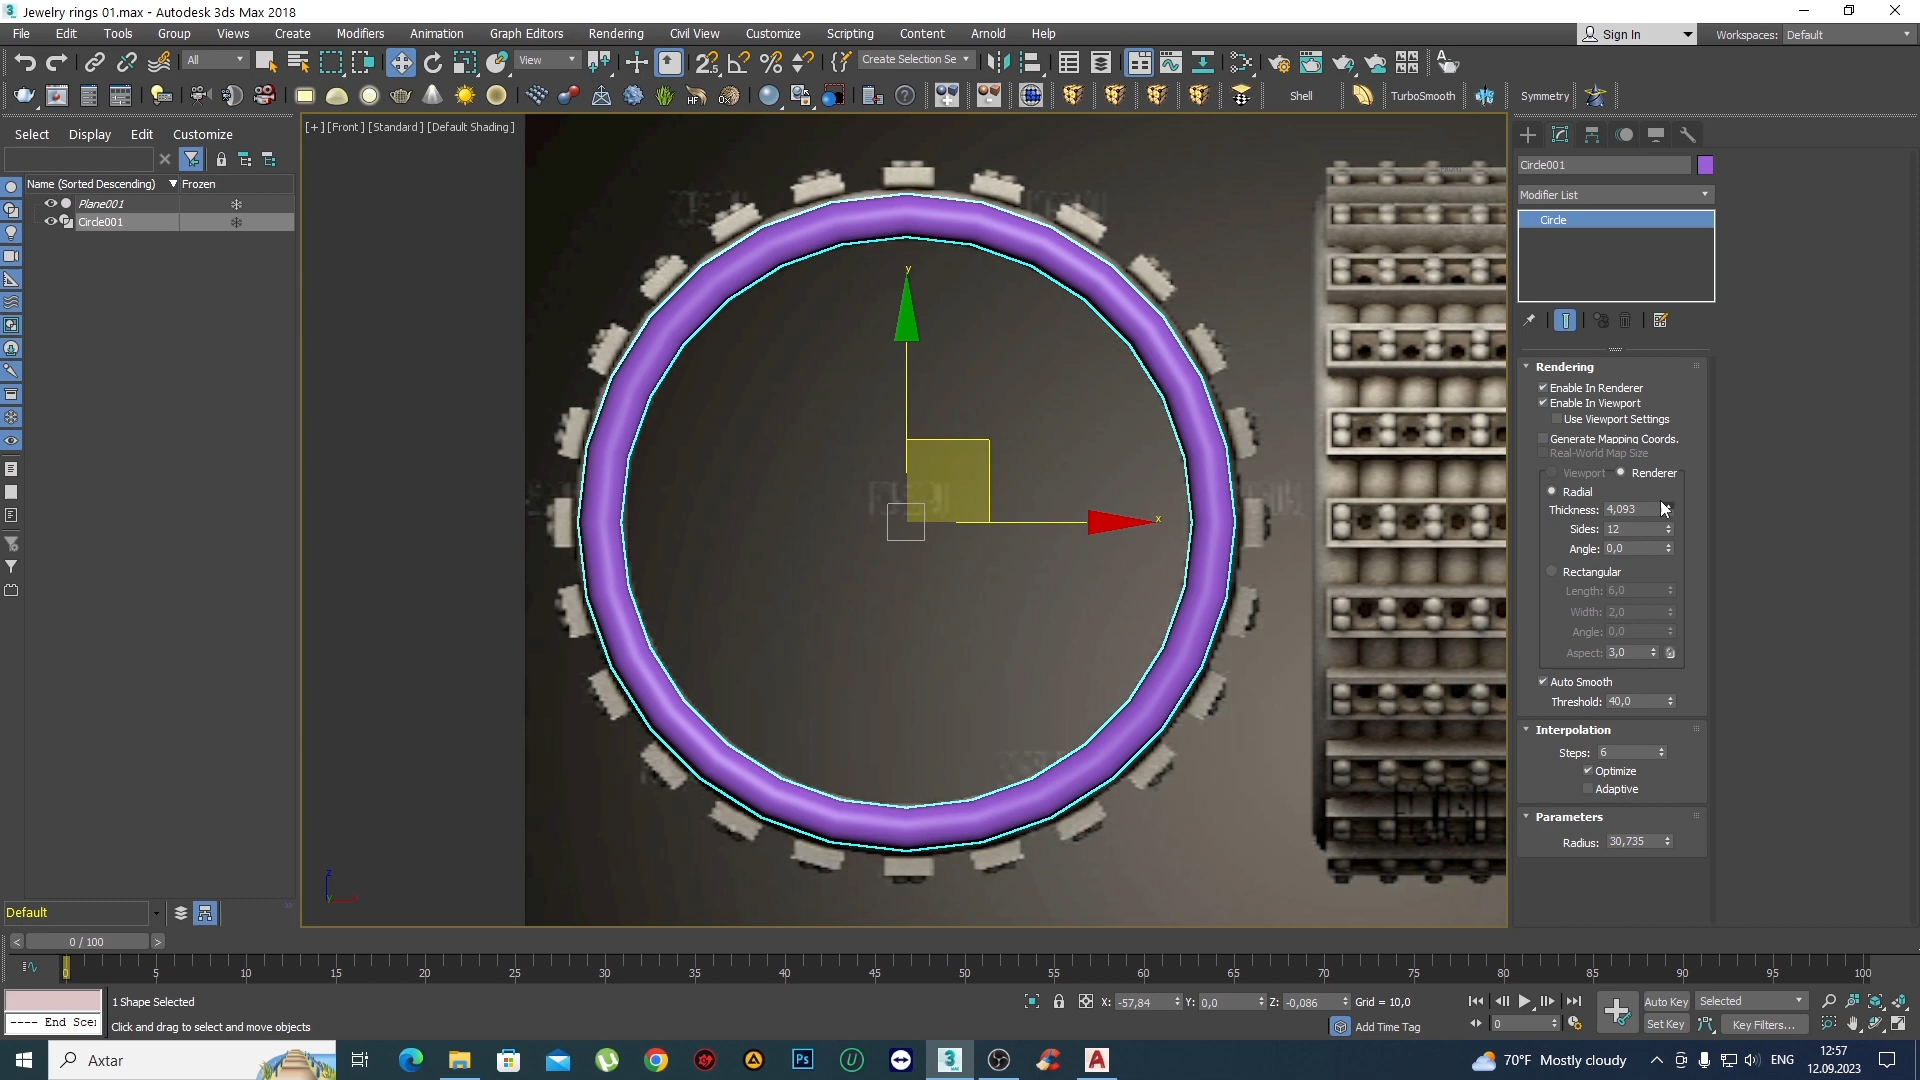 Jewelry rings 01.max - Autodesk 3ds Max 2018
File Edit Tools Group Views Create Modifiers Animation Graph Editors Rendering Civil View Customize Scripting Content Arnold Help
Sign In
Workspaces: Default
All
View
Create Selection Se
HF
Shell
TurboSmooth
Symmetry
Select Display Edit Customize
[+] [Front] [Standard] [Default Shading]
Name (Sorted Descending) Frozen
Plane001
Circle001
Circle001
Modifier List
Circle
Rendering
Enable In Renderer
Enable In Viewport
Use Viewport Settings
Generate Mapping Coords.
Real-World Map Size
Viewport Renderer
Radial
Thickness: 4,093
Sides: 12
Angle: 0,0
Rectangular
Length: 6,0
Width: 2,0
Angle: 0,0
Aspect: 3,0
Auto Smooth
Threshold: 40,0
Interpolation
Steps: 6
Optimize
Adaptive
Parameters
Radius: 30,735
y
x
z
y
Default
0 / 100
0 5 10 15 20 25 30 35 40 45 50 55 60 65 70 75 80 85 90 95 100
1 Shape Selected
X: -57,84 Y: 0,0 Z: -0,086 Grid = 10,0
Auto Key Selected
---- End Sce
Click and drag to select and move objects
Add Time Tag
0
Set Key Key Filters...
Axtar
Ps
3
MAX
A
70°F Mostly cloudy
ENG
12:57
12.09.2023